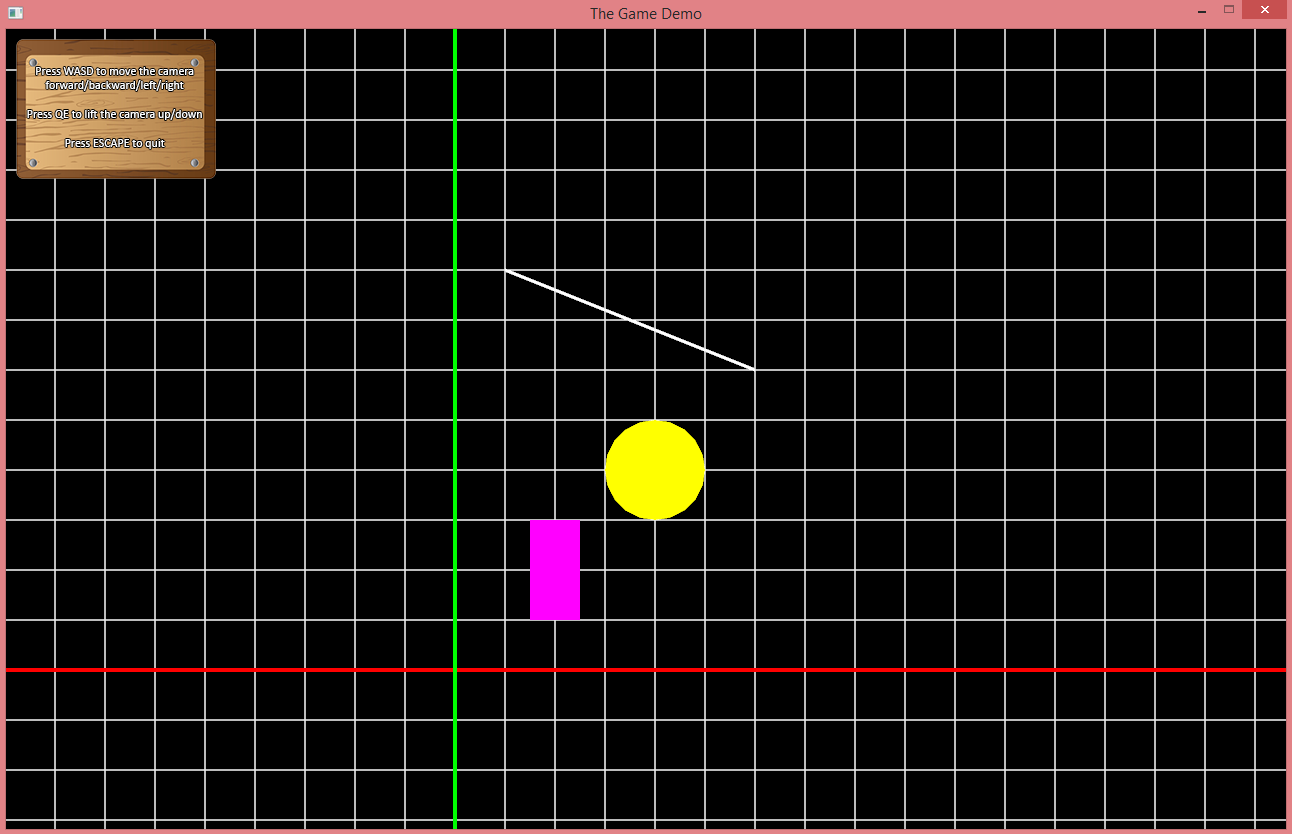 The Game Demo
Press WASD to move the camera
forward/backward/left/right
Press QE to lift the camera up/down
Press ESCAPE to quit